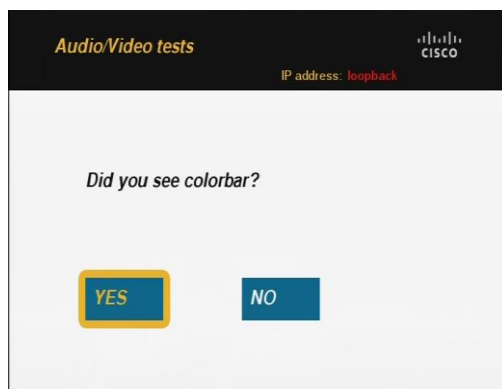 Audio/Video tests
CISCO
IP address: loopback
Did you see colorbar?
YES
NO